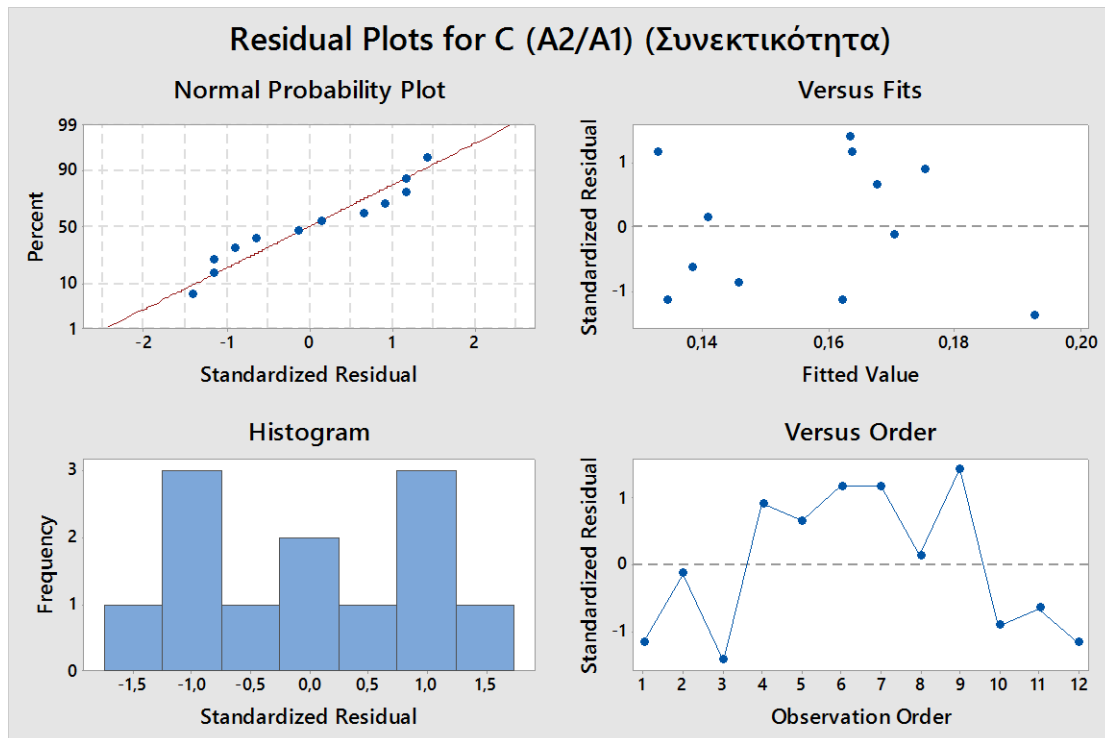 Residual Plots for C (A2/A1) (Συνεκτικότητα)
Normal Probability Plot
99
90
50
10
1
Percent
-2 -1 0 1 2
Standardized Residual
Versus Fits
1
0
-1
Standardized Residual
0,14 0,16 0,18 0,20
Fitted Value
Histogram
3
2
1
0
Frequency
-1,5 -1,0 -0,5 0,0 0,5 1,0 1,5
Standardized Residual
Versus Order
1
0
-1
Standardized Residual
1 2 3 4 5 6 7 8 9 10 11 12
Observation Order